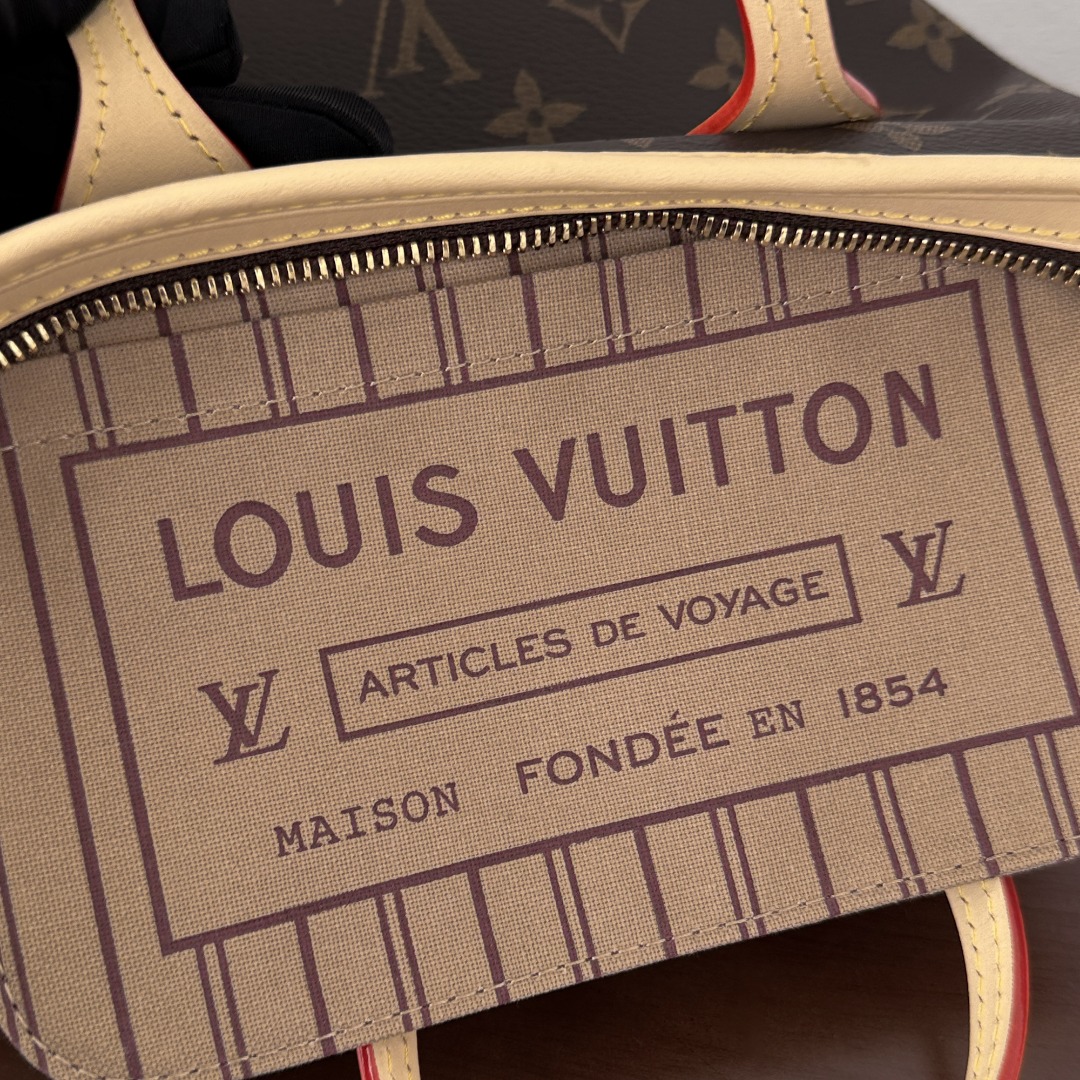 LOUIS VUITTON
LV ARTICLES DE VOYAGE LV
MAISON FONDÉE EN 1854